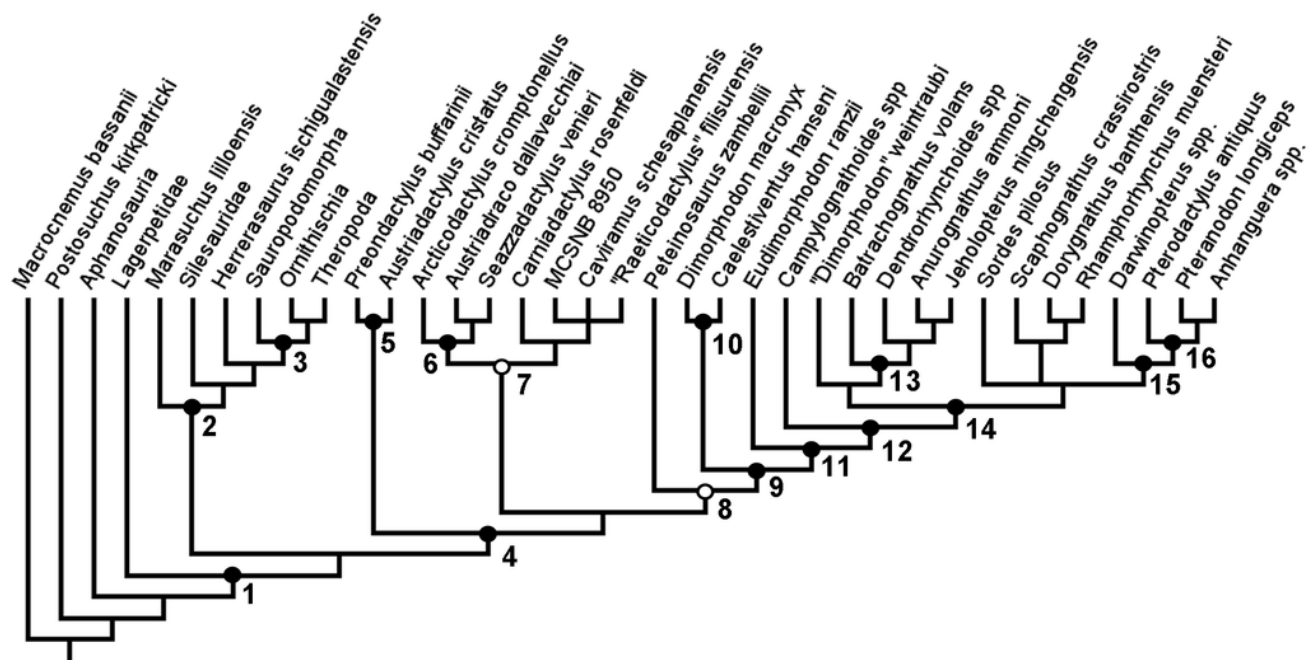 Macrocnemus bassanii
Postosuchus kirkpatricki
Aphanosauria
Lagerpetidae
Marasuchus lilloensis
Silesauridae
Herrerasaurus ischigualastensis
Sauropodomorpha
Ornithischia
Theropoda
Preondactylus buffarinii
Austriadactylus cristatus
Arcticodactylus cromptonellus
Austriadraco dallavecchiai
Seazzadactylus venieri
Carniadactylus rosenfeldi
MCSNB 8950
Caviramus schesaplanensis
"Raeticodactylus" filisurensis
Peteinosaurus zambellii
Dimorphodon macronyx
Caelestiventus hanseni
Eudimorphodon ranzii
Campylognathoides spp
"Dimorphodon" weintraubi
Batrachognathus volans
Dendrorhynchoides spp
Anurognathus ammoni
Jeholopterus ningchengensis
Sordes pilosus
Scaphognathus crassirostris
Dorygnathus banthensis
Rhamphorhynchus muensteri
Darwinopterus spp.
Pterodactylus antiquus
Pteranodon longiceps
Anhanguera spp.
5
10
3
6
16
7
13
15
2
14
12
11
9
8
4
1